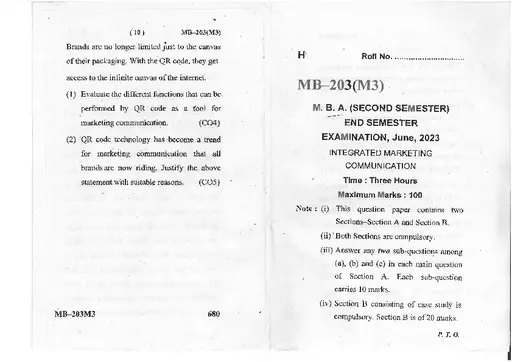 ( 10 ) MB–203(M3)
Brands are no longer limited just to the canvas
of their packaging. With the QR code, they get
access to the infinite canvas of the internet.
(1) Evaluate the different functions that can be
performed by QR code as a tool for
marketing communication. (CO4)
(2) QR code technology has become a trend
for marketing communication that all
brands are now riding. Justify the above
statement with suitable reasons. (CO5)
MB–203M3 680
H Roll No. ..............................
MB–203(M3)
M. B. A. (SECOND SEMESTER)
END SEMESTER
EXAMINATION, June, 2023
INTEGRATED MARKETING
COMMUNICATION
Time : Three Hours
Maximum Marks : 100
Note : (i) This question paper contains two
Sections–Section A and Section B.
(ii) Both Sections are compulsory.
(iii) Answer any two sub-questions among
(a), (b) and (c) in each main question
of Section A. Each sub-question
carries 10 marks.
(iv) Section B consisting of case study is
compulsory. Section B is of 20 marks.
P. T. O.